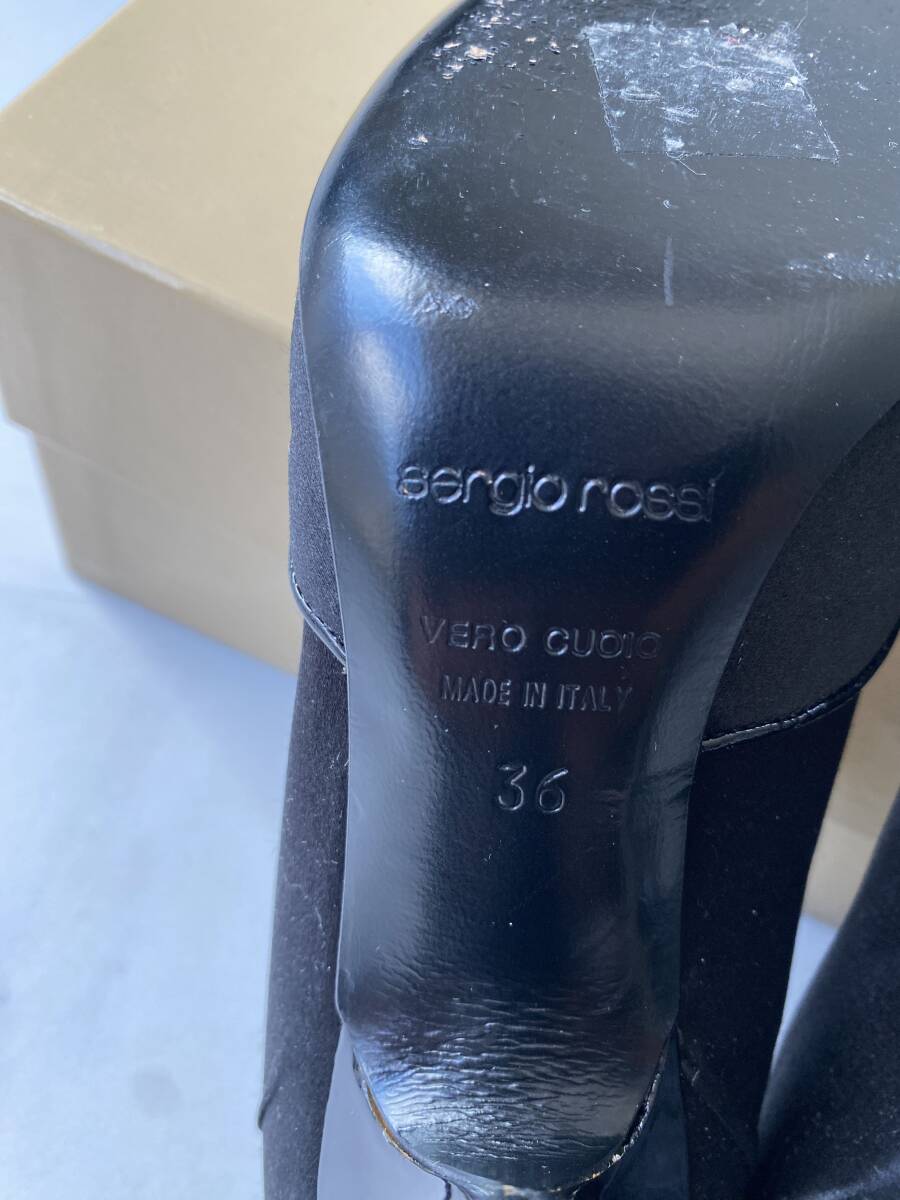 sergio rossi
VERO CUOIO
MADE IN ITALY
36